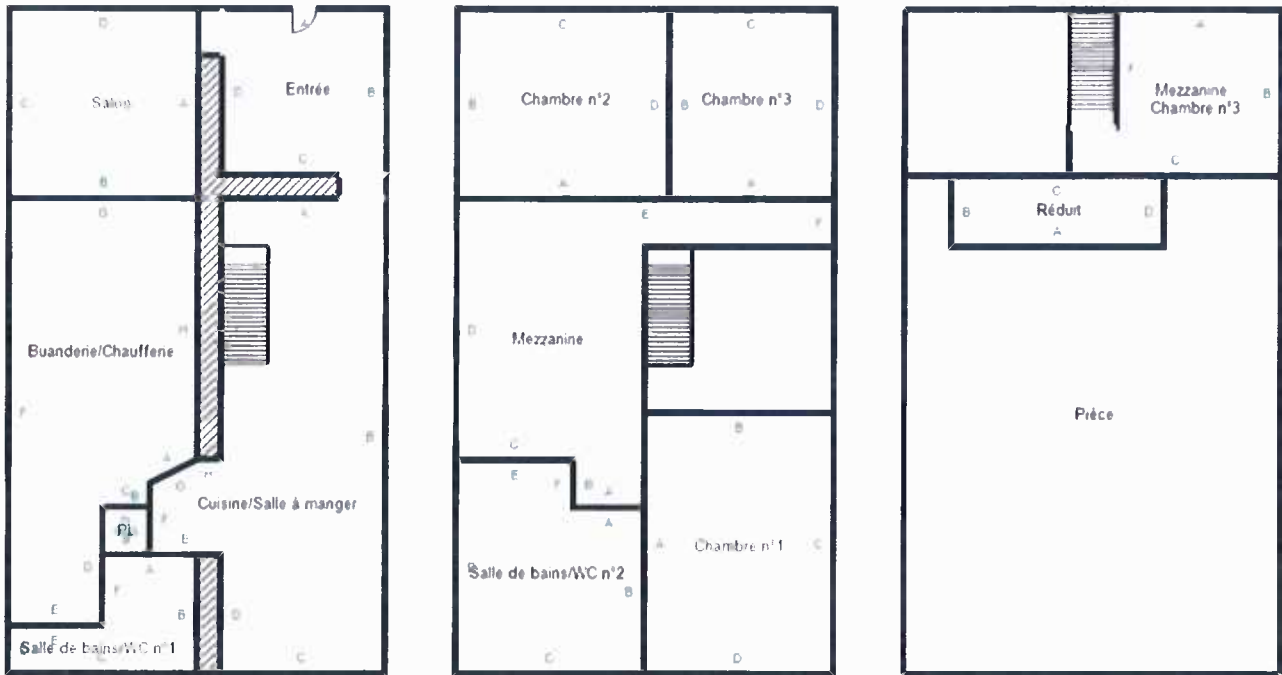 D
A
Salon
C
A
D
Entrée
B
B
C
G
A
H
Buanderie/Chaufferie
F
B
A
H
G
C
B
Cuisine/Salle à manger
PL
F
E
D
A
F
E
B
D
E
Salle de bains/WC n°1
C
C
C
C
Chambre n°2
Chambre n°3
B
D
B
D
A
A
E
F
D
Mezzanine
C
B
E
F
B
A
A
A
Chambre n°1
C
Salle de bains/WC n°2
B
D
D
A
F
Mezzanine
Chambre n°3
B
C
C
B
Réduit
D
A
Pièce